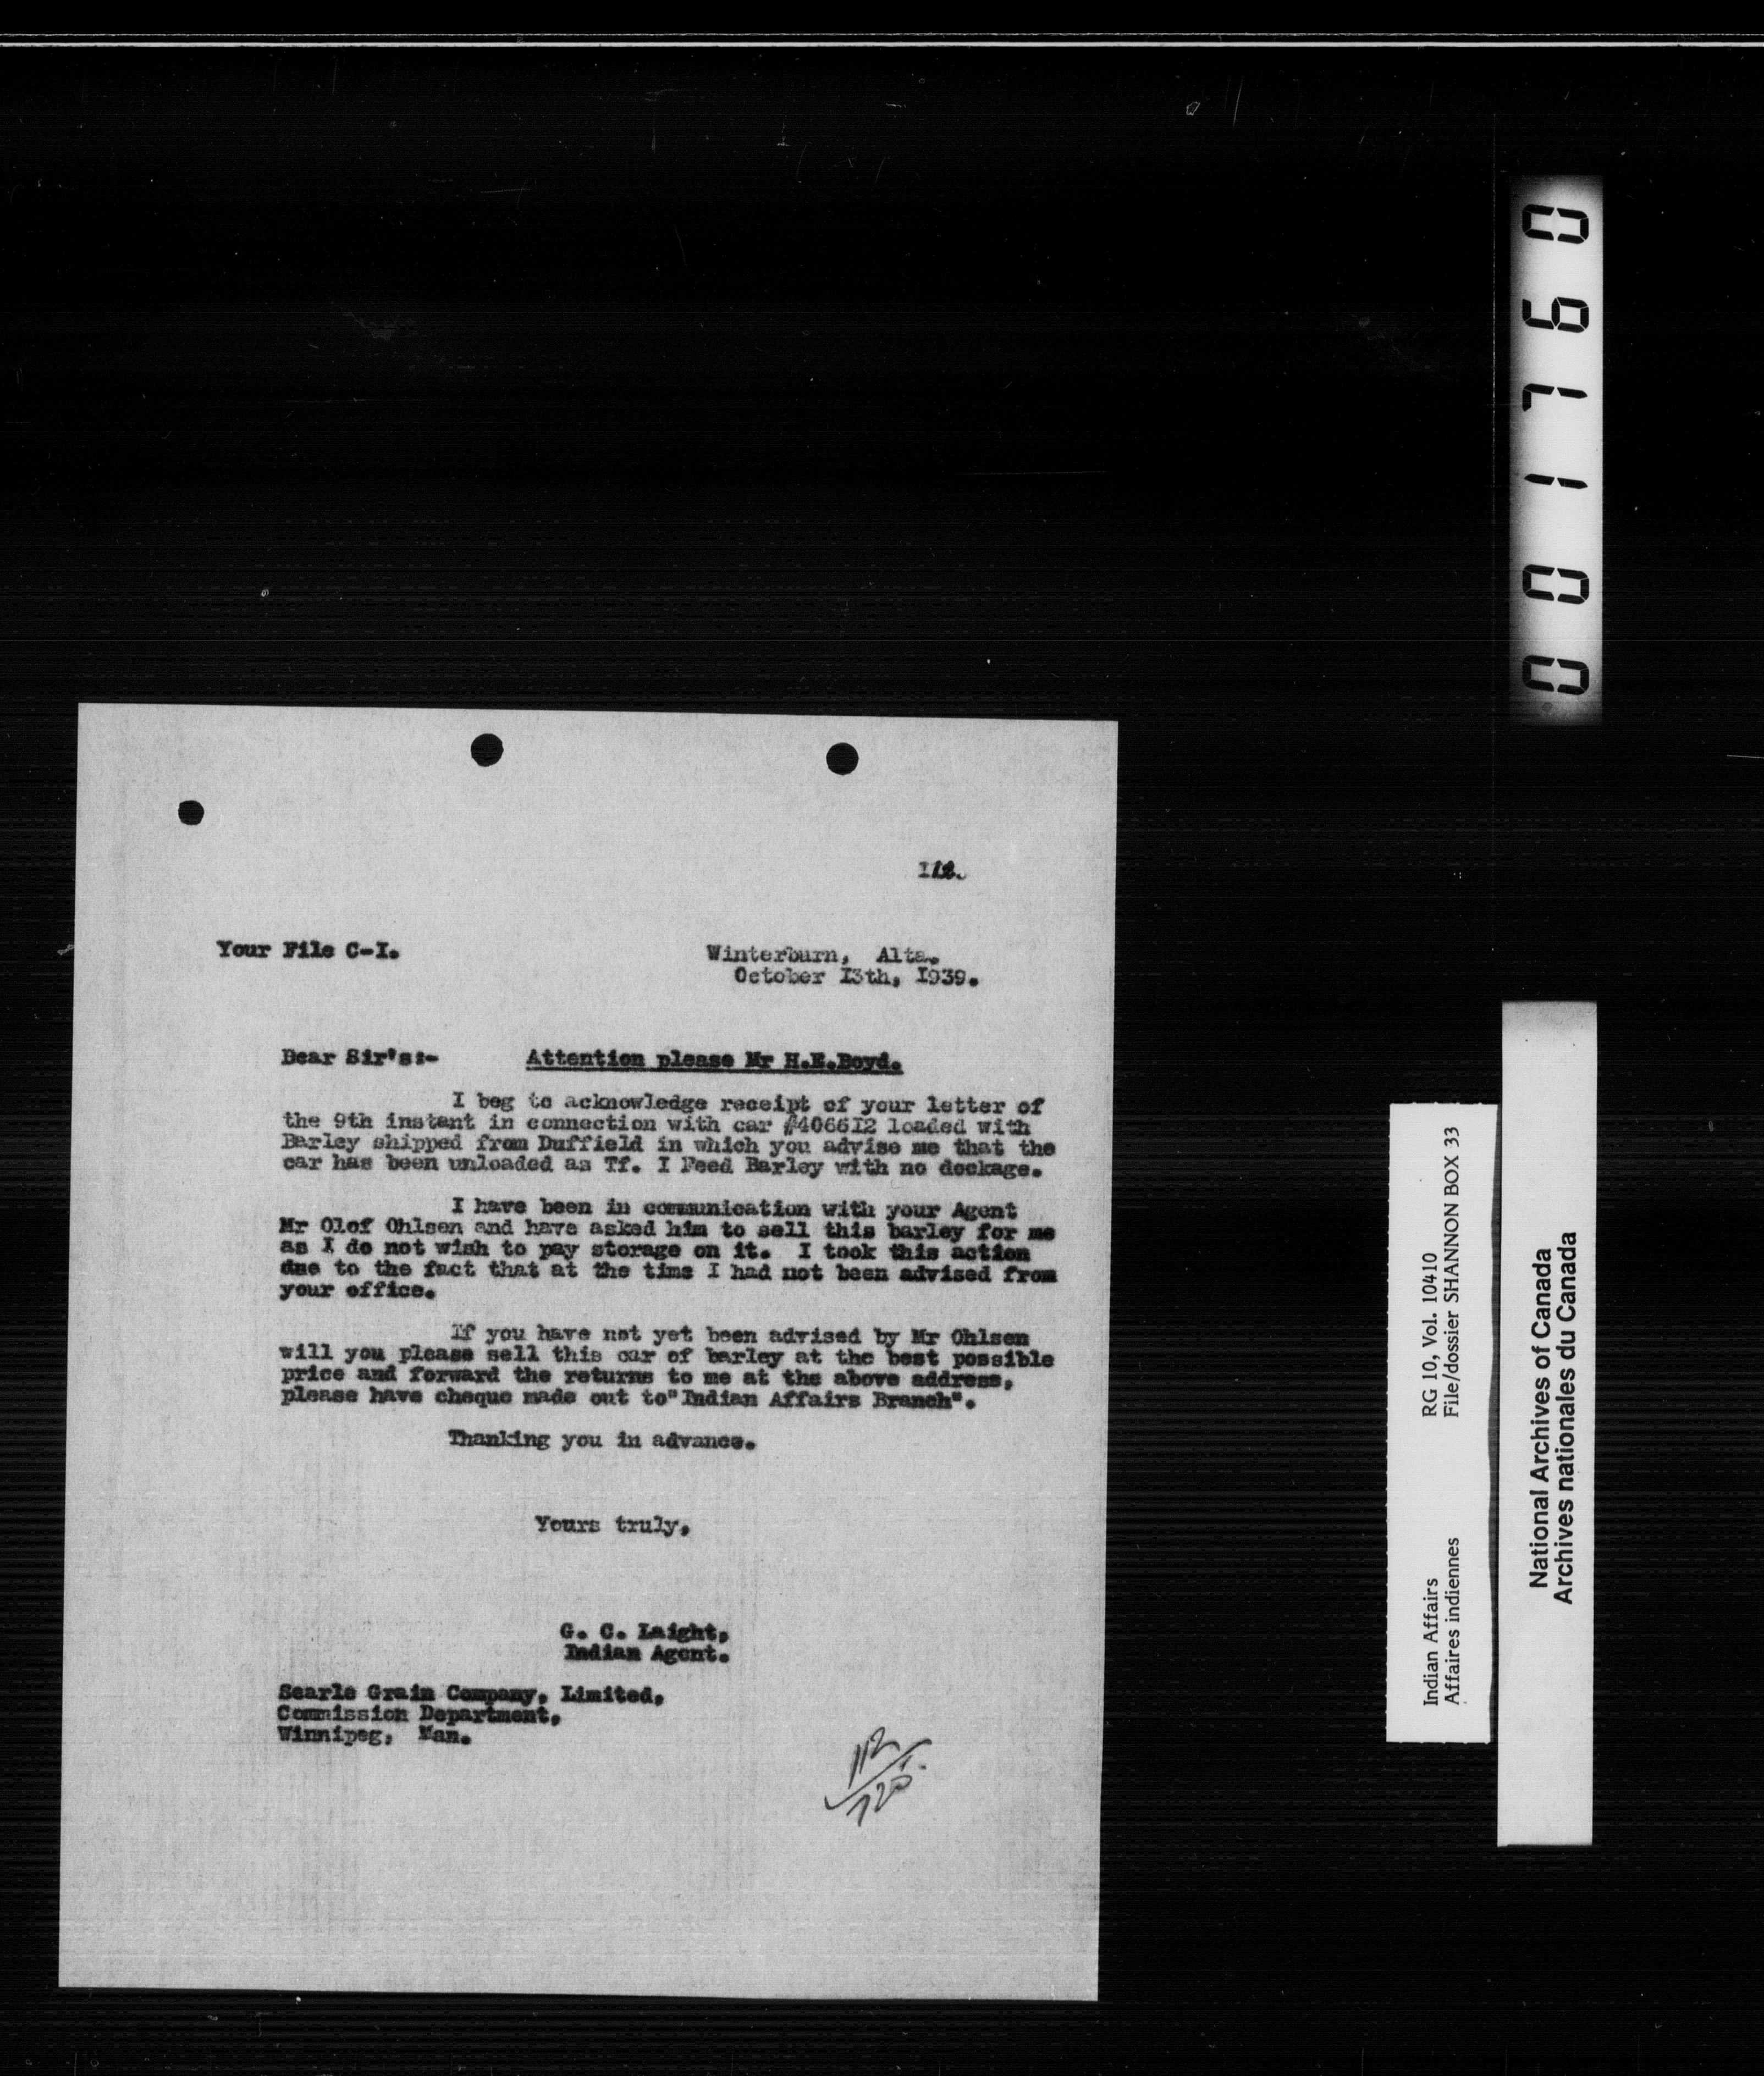 112.
Your File C-I.
Winterburn, Alta.
October I3th, I939.
Dear Sir's:- Attention please Mr H.E.Boyd.
I beg to acknowledge receipt of your letter of
the 9th instant in connection with car #4066I2 loaded with
Barley shipped from Duffield in which you advise me that the
car has been unloaded as Tf. I Feed Barley with no dockage.
I have been in communication with your Agent
Mr Olof Ohlsen and have asked him to sell this barley for me
as I do not wish to pay storage on it. I took this action
due to the fact that at the time I had not been advised from
your office.
If you have not yet been advised by Mr Ohlsen
will you please sell this car of barley at the best possible
price and forward the returns to me at the above address,
please have cheque made out to"Indian Affairs Branch".
Thanking you in advance.
Yours truly,
G. C. Laight,
Indian Agent.
Searle Grain Company, Limited,
Commission Department,
Winnipeg, Man.
112
001760
Indian Affairs RG 10, Vol. 10410
Affaires indiennes File/dossier SHANNON BOX 33
National Archives of Canada
Archives nationales du Canada